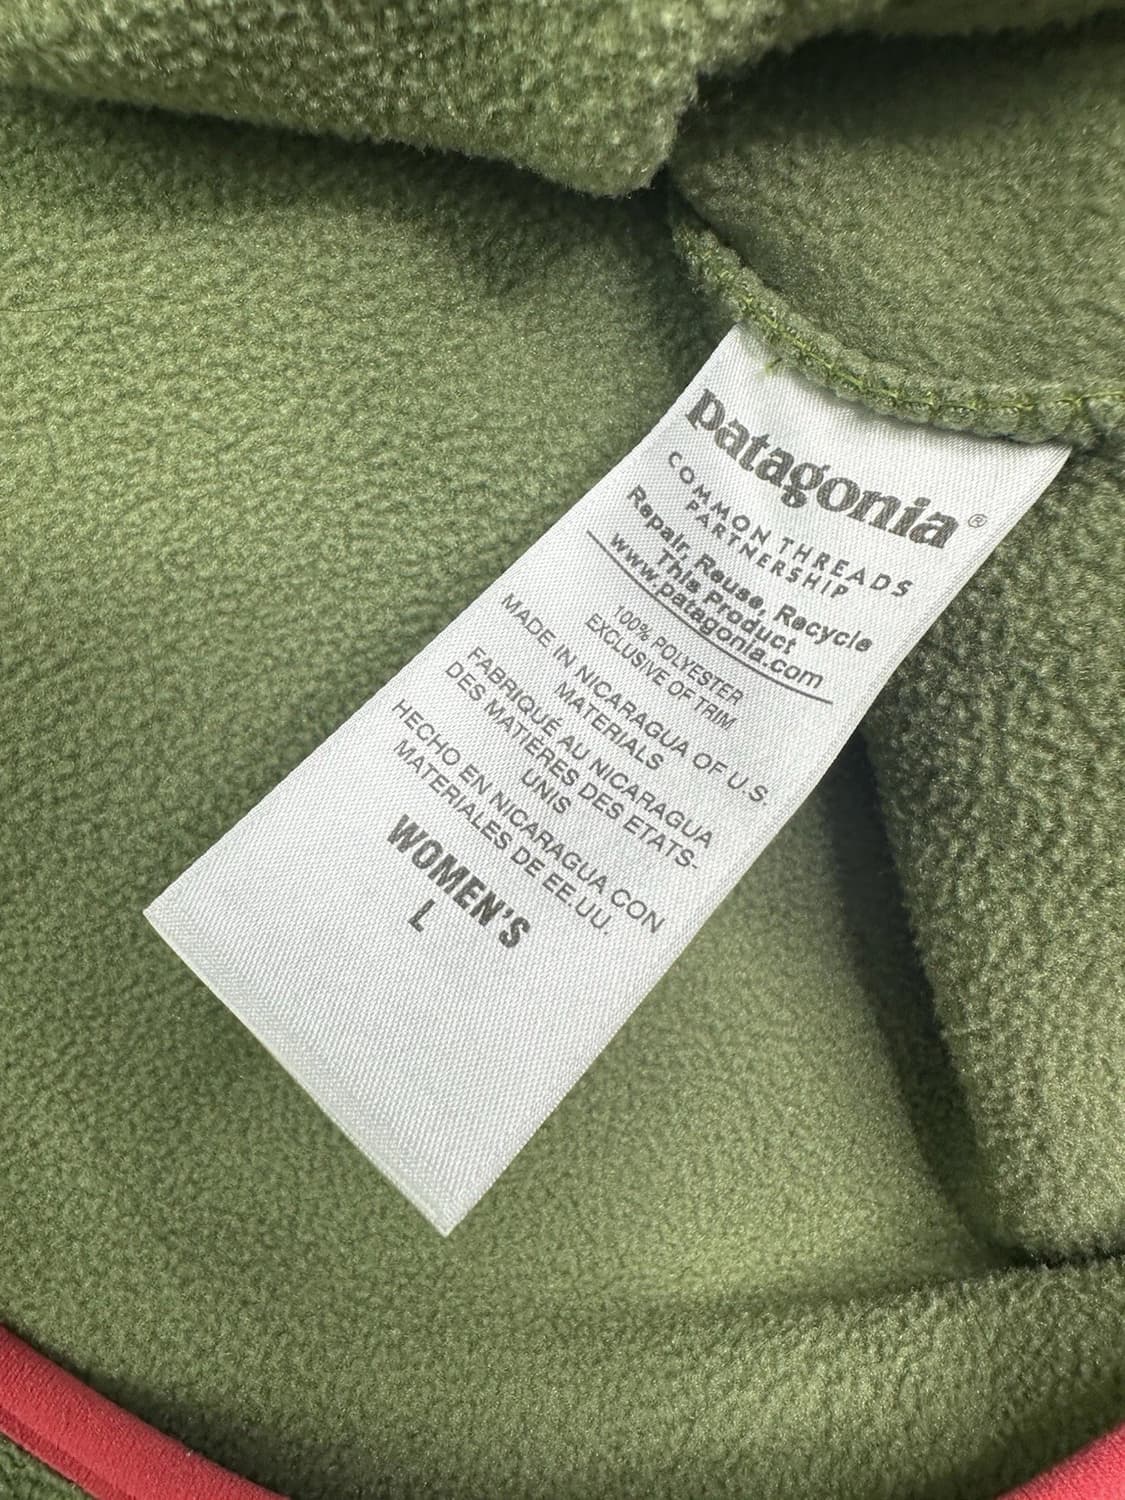 patagonia®
COMMON THREADS
PARTNERSHIP
Repair, Reuse, Recycle
This Product
www.patagonia.com
100% POLYESTER
EXCLUSIVE OF TRIM
MADE IN NICARAGUA OF U.S.
MATERIALS
FABRIQUÉ AU NICARAGUA
DES MATIÈRES DES ETATS-
UNIS
HECHO EN NICARAGUA CON
MATERIALES DE EE.UU.
WOMEN'S
L